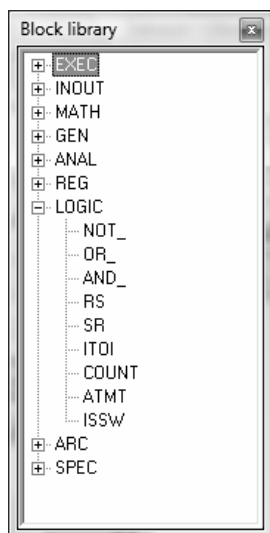 Block library
EXEC
INOUT
MATH
GEN
ANAL
REG
LOGIC
NOT_
OR_
AND_
RS
SR
ITOI
COUNT
ATMT
ISSW
ARC
SPEC